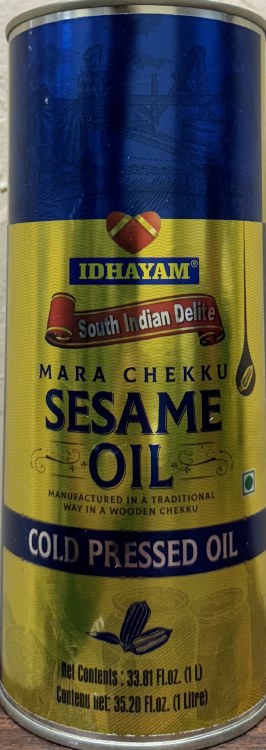 IDHAYAM®
South Indian Delite
MARA CHEKKU
SESAME
OIL
MANUFACTURED IN A TRADITIONAL
WAY IN A WOODEN CHEKKU
COLD PRESSED OIL
Net Contents : 33.81 Fl.oz. (1 L)
Contenu net: 35.20 Fl.oz. (1 Litre)